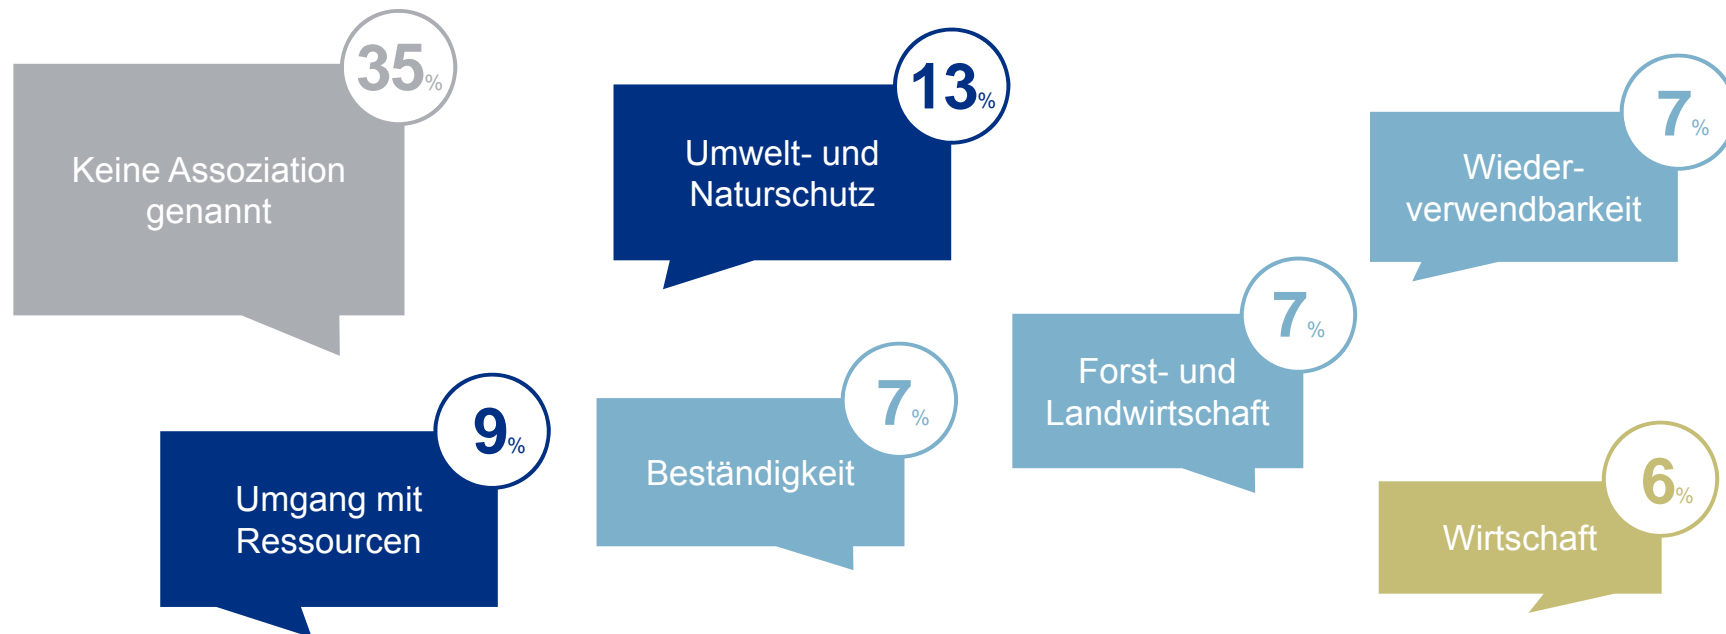 35%
Keine Assoziation
genannt
13%
Umwelt- und
Naturschutz
7%
Wieder-
verwendbarkeit
9%
Umgang mit
Ressourcen
7%
Beständigkeit
7%
Forst- und
Landwirtschaft
6%
Wirtschaft